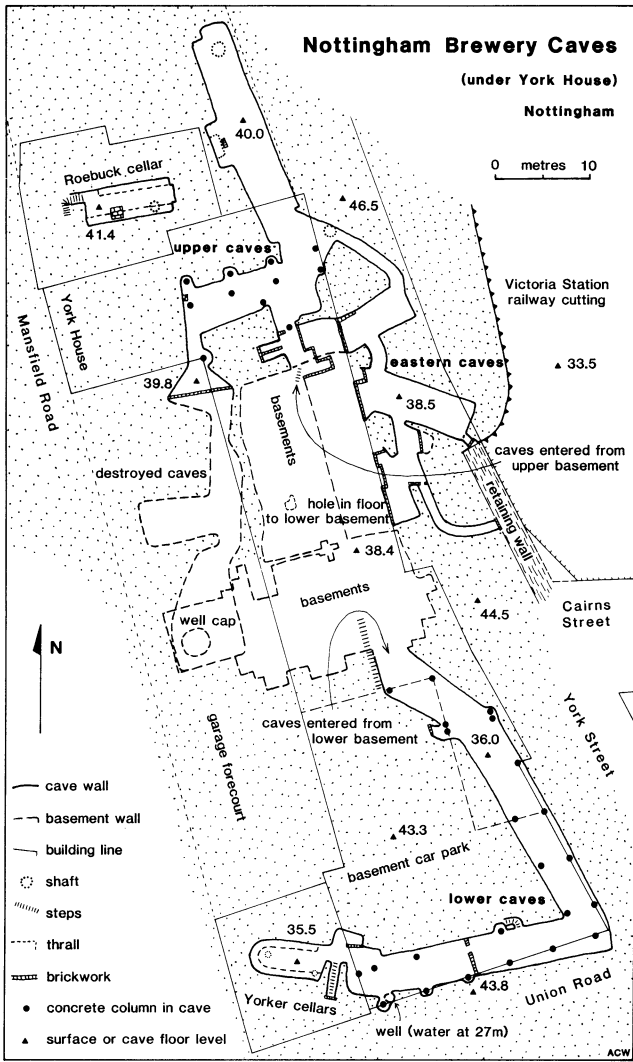 Nottingham Brewery Caves
(under York House)
Nottingham
0 metres 10
40.0
Roebuck cellar
41.4
46.5
upper caves
York House
Mansfield Road
Victoria Station
railway cutting
33.5
eastern caves
39.8
38.5
basements
destroyed caves
caves entered from
upper basement
hole in floor
to lower basement
retaining wall
38.4
basements
44.5
Cairns
Street
well cap
N
caves entered from
lower basement
garage forecourt
36.0
York Street
43.3
basement car park
lower caves
35.5
Yorker cellars
43.8
Union Road
well (water at 27m)
cave wall
basement wall
building line
shaft
steps
thrall
brickwork
concrete column in cave
surface or cave floor level
ACW